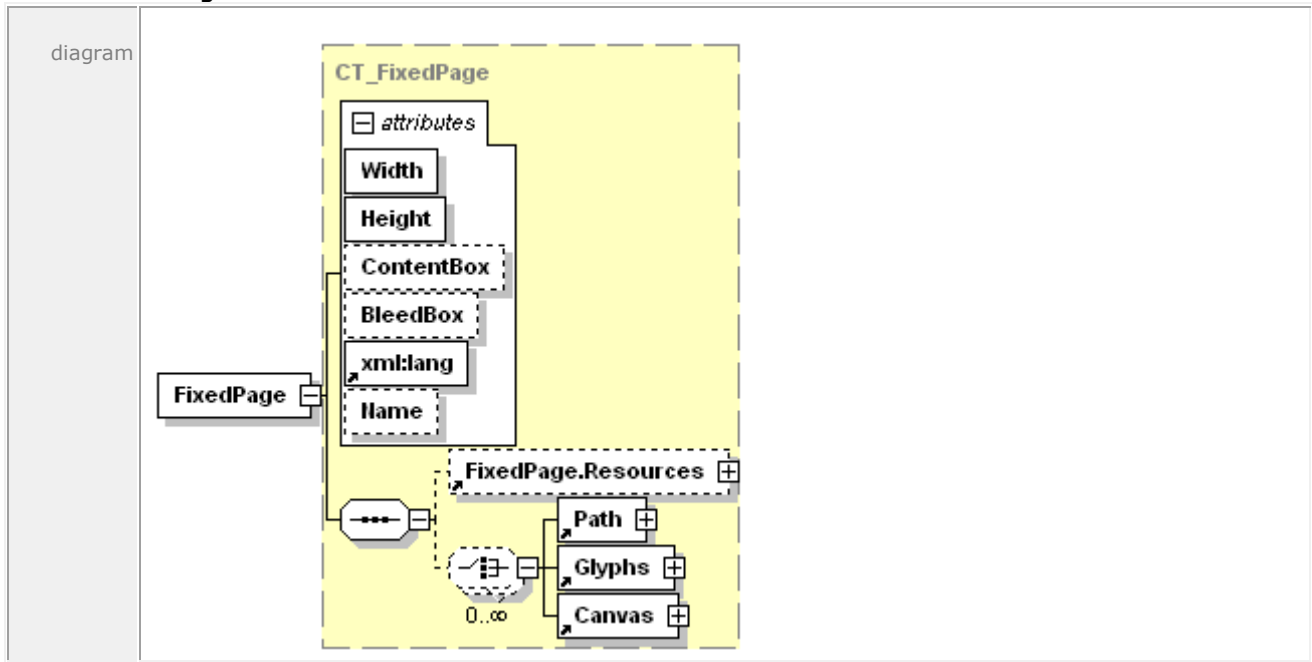 diagram
CT_FixedPage
attributes
Width
Height
ContentBox
BleedBox
xml:lang
Name
FixedPage
FixedPage.Resources
Path
Glyphs
0..∞
Canvas